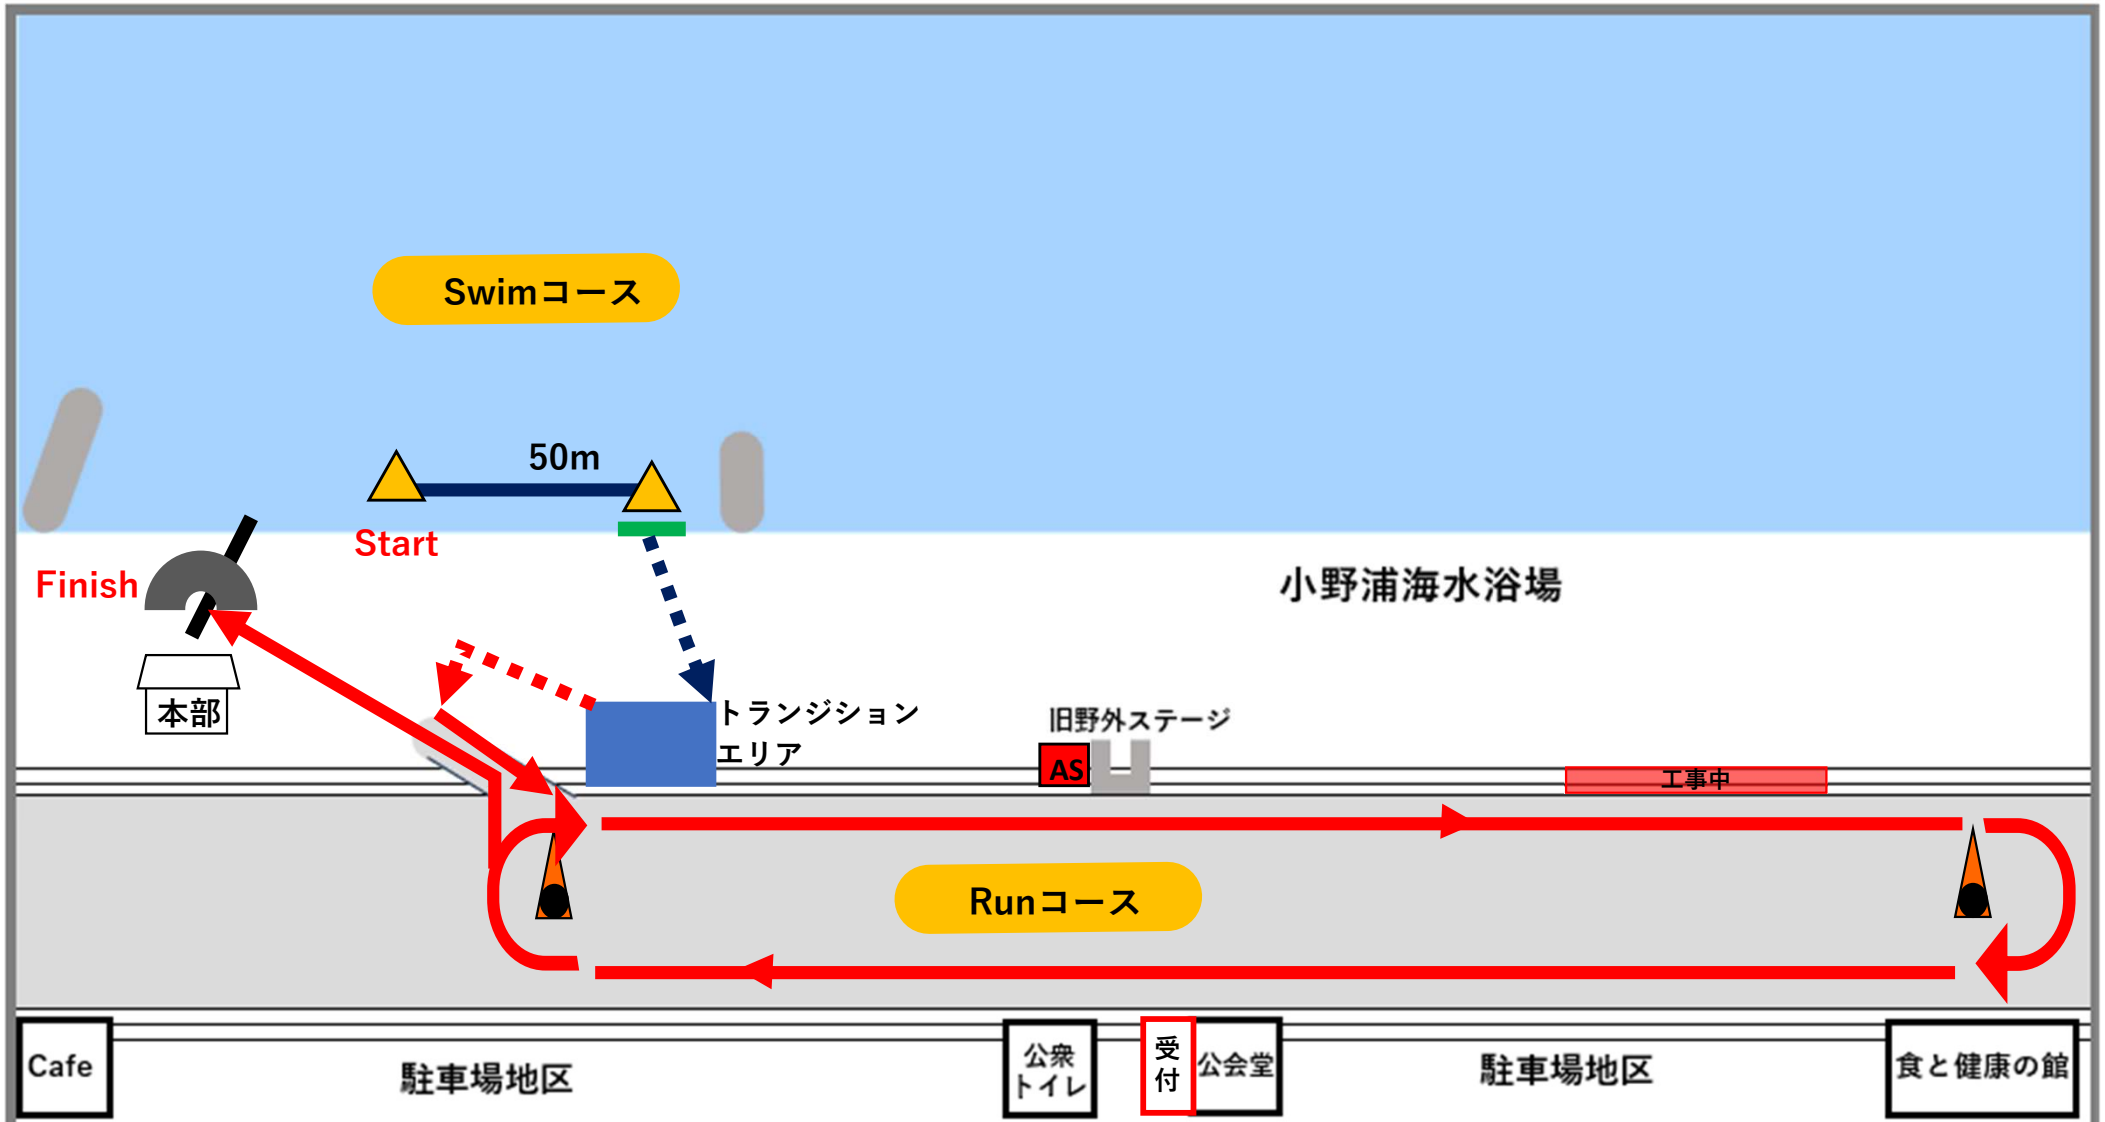 Swimコース
50m
Start
Finish
小野浦海水浴場
本部
トランジション
エリア
旧野外ステージ
AS
工事中
Runコース
Cafe
駐車場地区
公衆
トイレ
受
付
公会堂
駐車場地区
食と健康の館